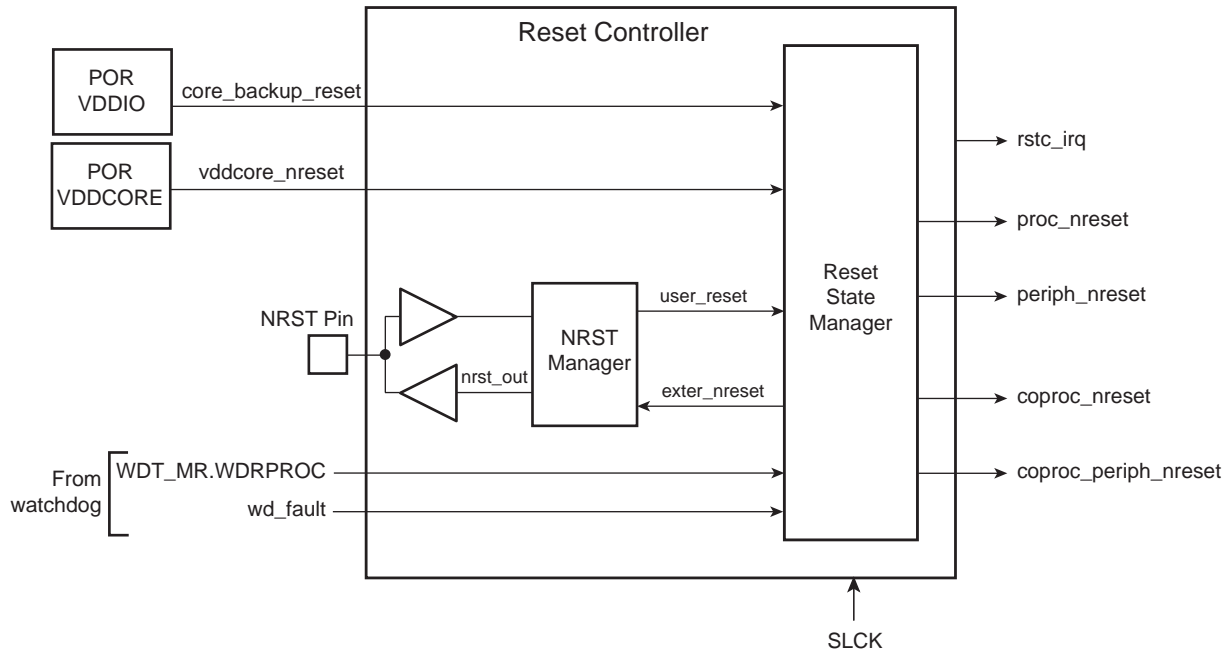 Reset Controller
POR
VDDIO
core_backup_reset
rstc_irq
POR
VDDCORE
vddcore_nreset
proc_nreset
Reset
State
Manager
periph_nreset
NRST Pin
user_reset
NRST
Manager
nrst_out
exter_nreset
coproc_nreset
From
watchdog
WDT_MR.WDRPROC
coproc_periph_nreset
wd_fault
SLCK